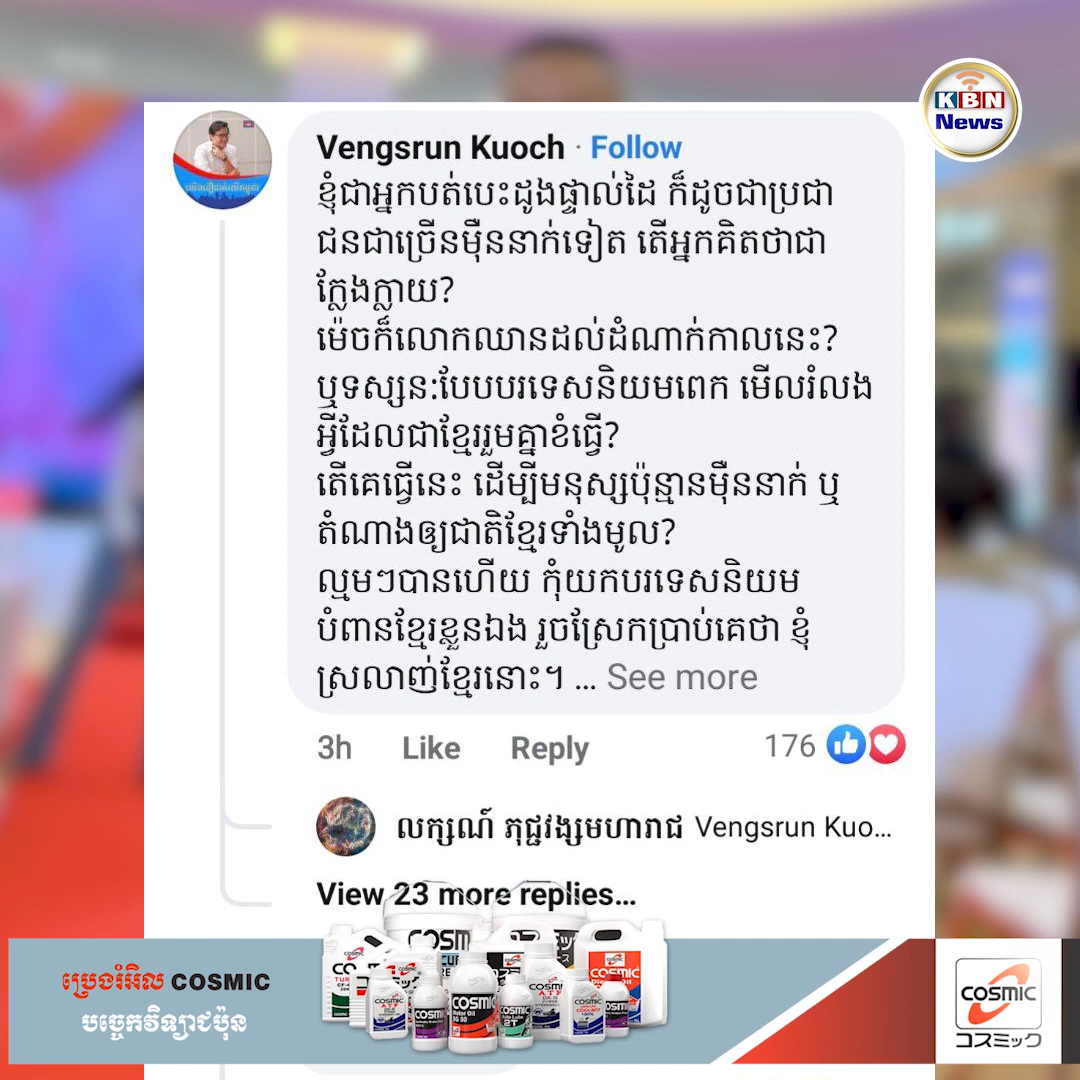 KBN
News
Vengsrun Kuoch · Follow
ខ្ញុំជាអ្នកបត់បេះដូងផ្ទាល់ដៃ ក៏ដូចជាប្រជា
ជនជាច្រើនម៉ឺននាក់ទៀត តើអ្នកគិតថាជា
ក្លែងក្លាយ?
ម៉េចក៏លោកឈានដល់ដំណាក់កាលនេះ?
ឬទស្សនៈបែបបរទេសនិយមពេក មើលរំលង
អ្វីដែលជាខ្មែររួមគ្នាខំធ្វើ?
តើគេធ្វើនេះ ដើម្បីមនុស្សប៉ុន្មានម៉ឺននាក់ ឬ
តំណាងឲ្យជាតិខ្មែរទាំងមូល?
ល្មមៗបានហើយ កុំយកបរទេសនិយម
បំពានខ្មែរខ្លួនឯង រួចស្រែកប្រាប់គេថា ខ្ញុំ
ស្រលាញ់ខ្មែរនោះ។ ... See more
3h Like Reply 176
លក្សណ៍ ភុជ្ជវង្សមហារាជ Vengsrun Kuo...
View 23 more replies...
ប្រេងរំអិល COSMIC
បច្ចេកវិទ្យាជប៉ុន
COSMIC
コスミック